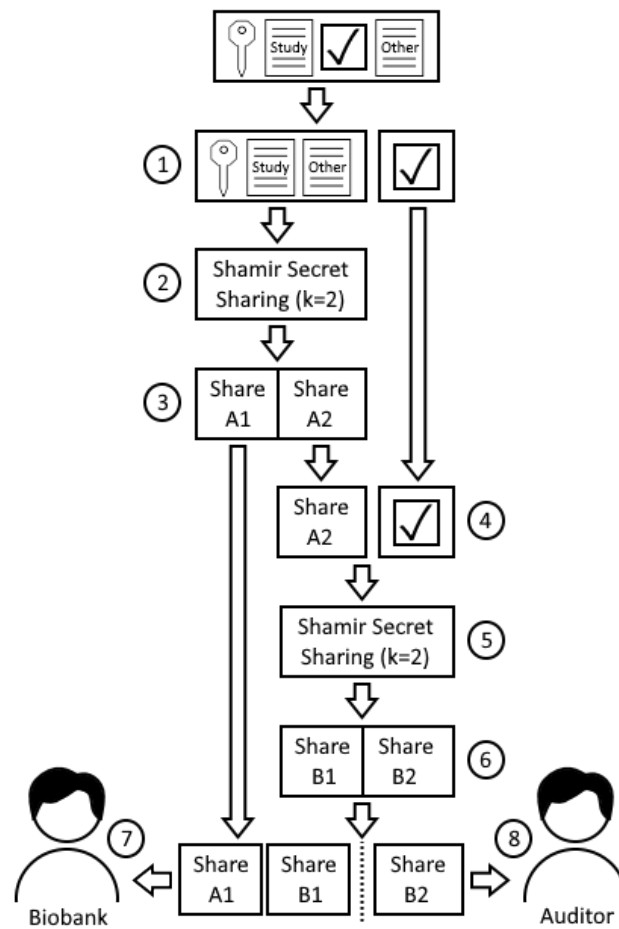 Study
Other
1
Study
Other
2
Shamir Secret
Sharing (k=2)
3
Share
A1
Share
A2
Share
A2
4
Shamir Secret
Sharing (k=2)
5
Share
B1
Share
B2
6
7
8
Share
A1
Share
B1
Share
B2
Biobank
Auditor